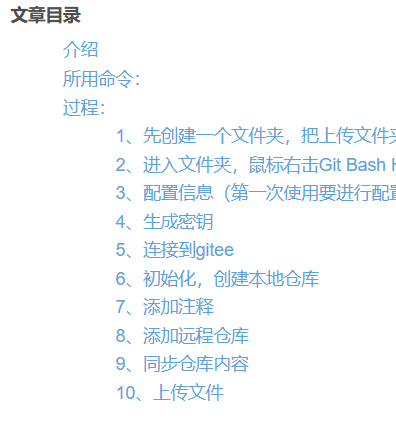 文章目录
介绍
所用命令：
过程：
1、先创建一个文件夹，把上传文件夹
2、进入文件夹，鼠标右击Git Bash H
3、配置信息（第一次使用要进行配置
4、生成密钥
5、连接到gitee
6、初始化，创建本地仓库
7、添加注释
8、添加远程仓库
9、同步仓库内容
10、上传文件